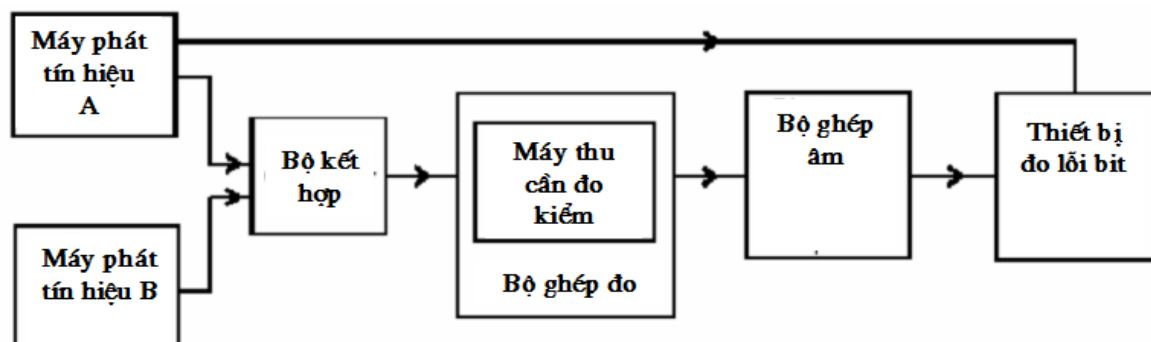 Máy phát
tín hiệu
A
Bộ kết
hợp
Máy thu
cần đo
kiểm
Bộ ghép đo
Bộ ghép
âm
Thiết bị
đo lỗi bit
Máy phát
tín hiệu B